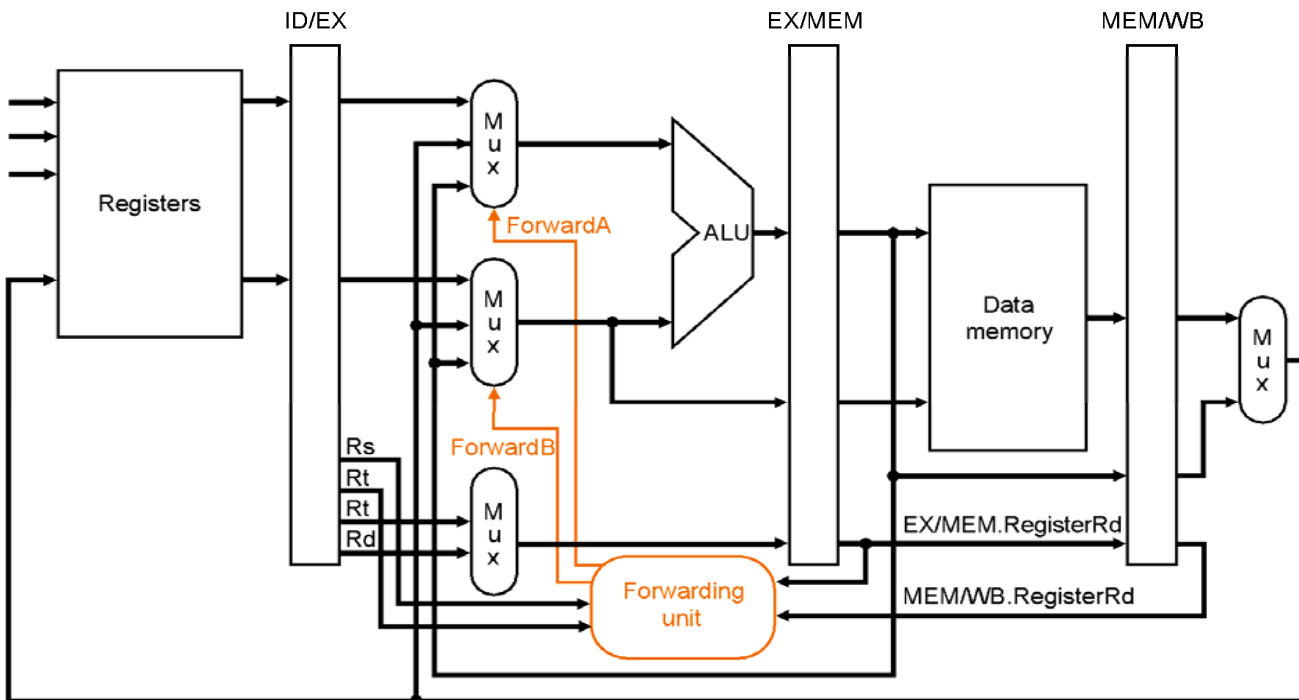 ID/EX
EX/MEM
MEM/WB
Registers
M
u
x
ForwardA
ALU
M
u
x
Data
memory
M
u
x
ForwardB
Rs
Rt
Rt
Rd
M
u
x
EX/MEM.RegisterRd
Forwarding
unit
MEM/WB.RegisterRd